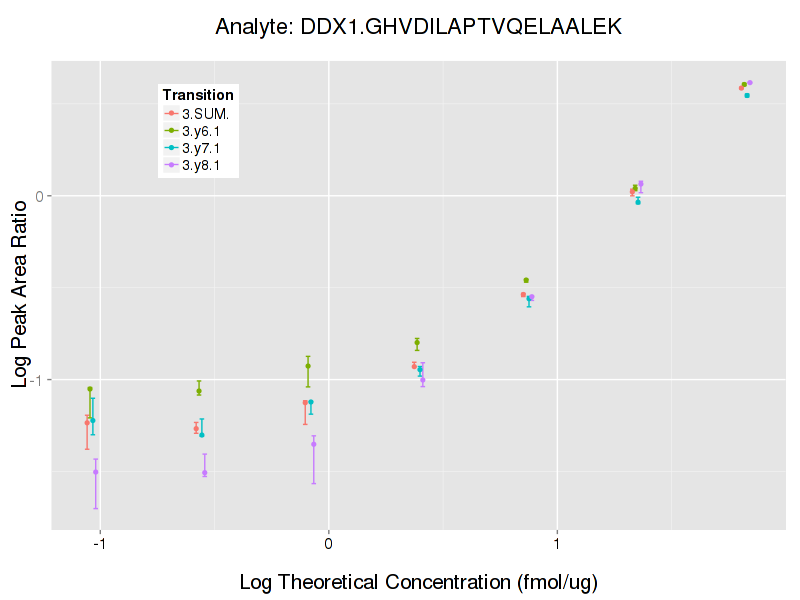 Analyte: DDX1.GHVDILAPTVQELAALEK
Transition
3.SUM.
3.y6.1
3.y7.1
3.y8.1
0
-1
Log Peak Area Ratio
-1
0
1
Log Theoretical Concentration (fmol/ug)